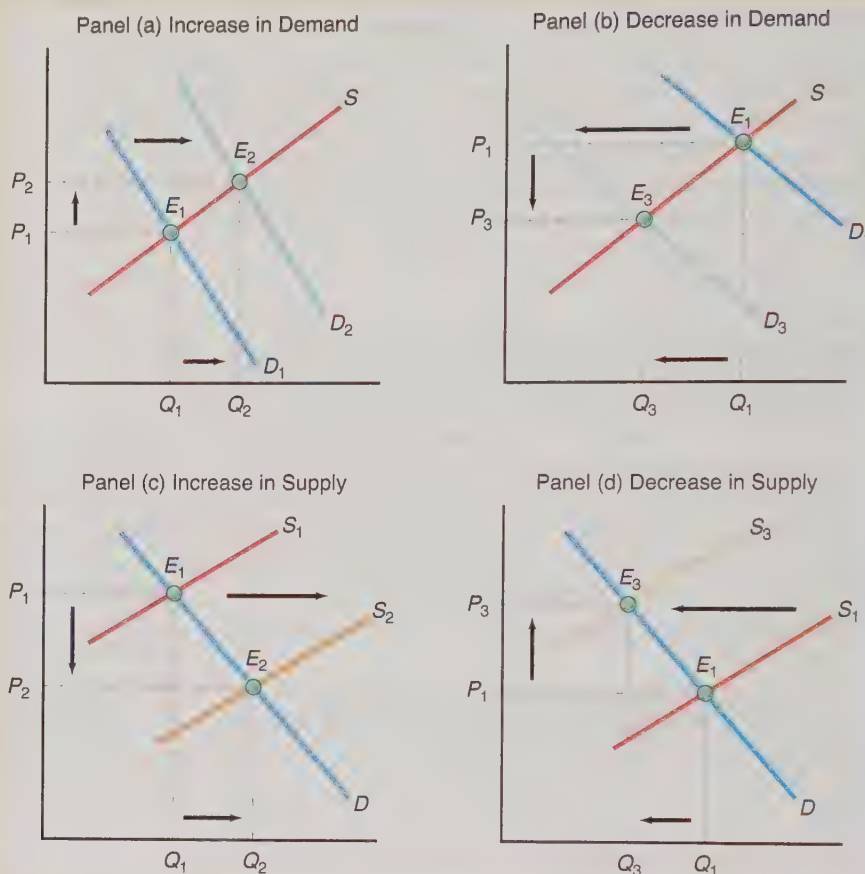 Panel (a) Increase in Demand
S
E₂
P₂
E₁
P₁
D₂
D₁
Q₁ Q₂
Panel (b) Decrease in Demand
S
E₁
P₁
E₃
P₃
D
D₃
Q₃ Q₁
Panel (c) Increase in Supply
S₁
E₁
P₁
S₂
E₂
P₂
D
Q₁ Q₂
Panel (d) Decrease in Supply
S₃
E₃
P₃
S₁
E₁
P₁
D
Q₃ Q₁